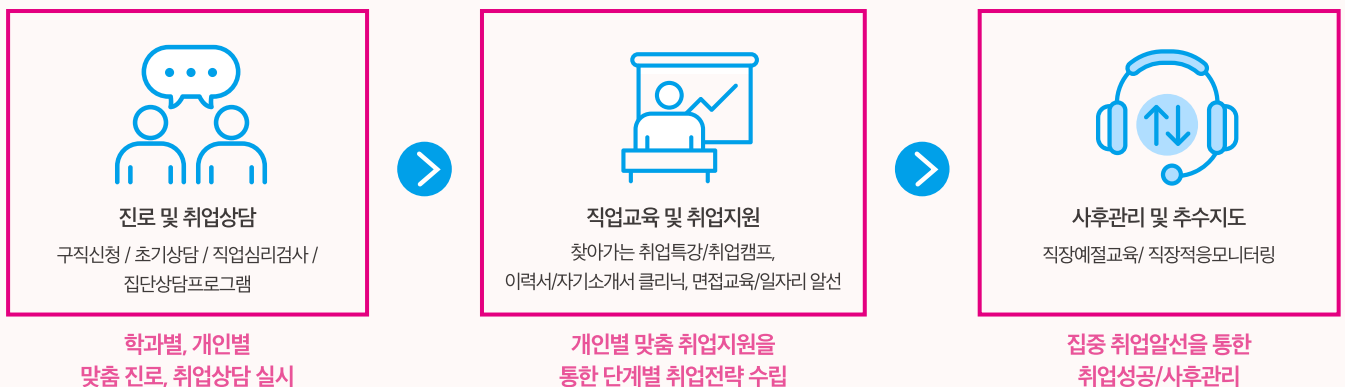 진로 및 취업상담
구직신청 / 초기상담 / 직업심리검사 /
집단상담프로그램
학과별, 개인별
맞춤 진로, 취업상담 실시
직업교육 및 취업지원
찾아가는 취업특강/취업캠프,
이력서/자기소개서 클리닉, 면접교육/일자리 알선
개인별 맞춤 취업지원을
통한 단계별 취업전략 수립
사후관리 및 추수지도
직장예절교육/ 직장적응모니터링
집중 취업알선을 통한
취업성공/사후관리